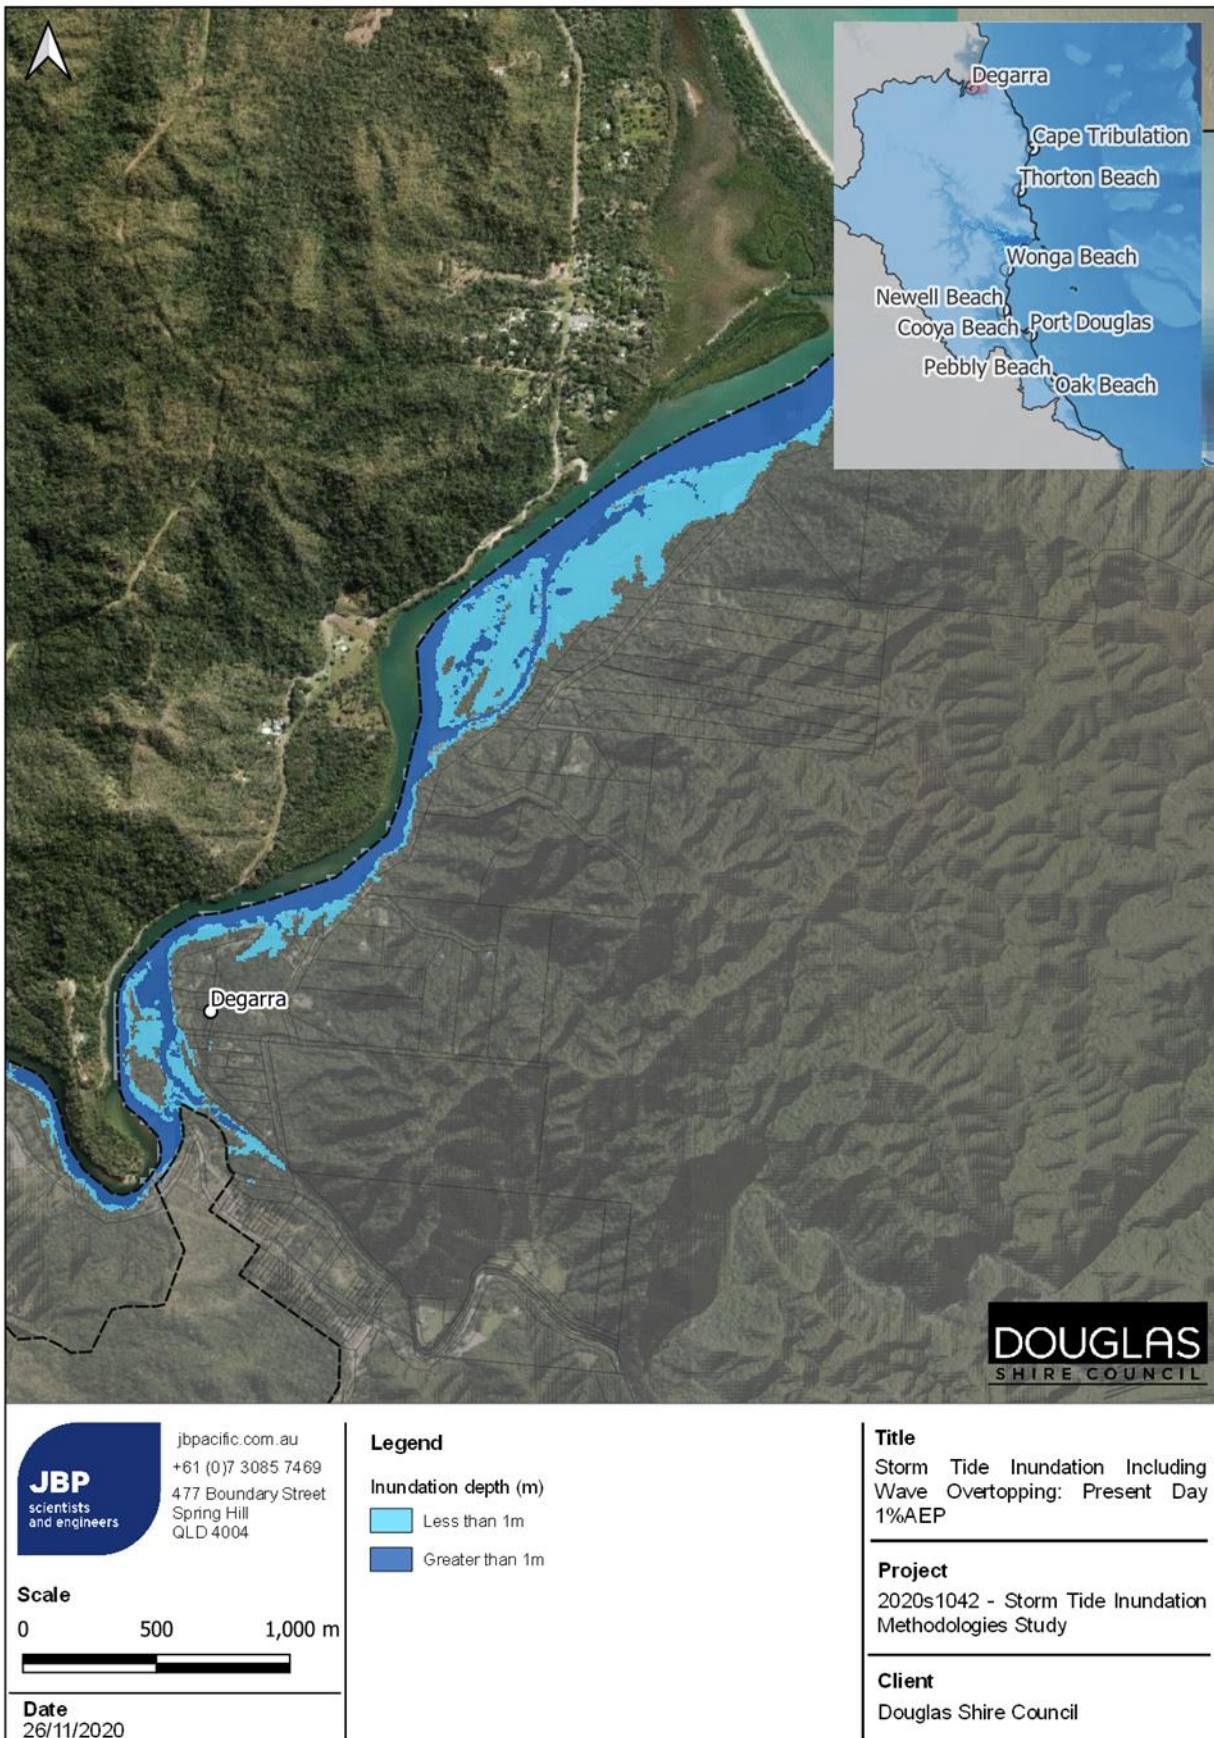 Degarra
Cape Tribulation
Thorton Beach
Wonga Beach
Newell Beach
Cooya Beach
Port Douglas
Pebbly Beach
Oak Beach
Degarra
DOUGLAS
SHIRE COUNCIL
JBP
scientists
and engineers
jbpacific.com.au
+61 (0)7 3085 7469
477 Boundary Street
Spring Hill
QLD 4004
Scale
0 500 1,000 m
Date
26/11/2020
Legend
Inundation depth (m)
Less than 1m
Greater than 1m
Title
Storm Tide Inundation Including
Wave Overtopping: Present Day
1%AEP
Project
2020s1042 - Storm Tide Inundation
Methodologies Study
Client
Douglas Shire Council